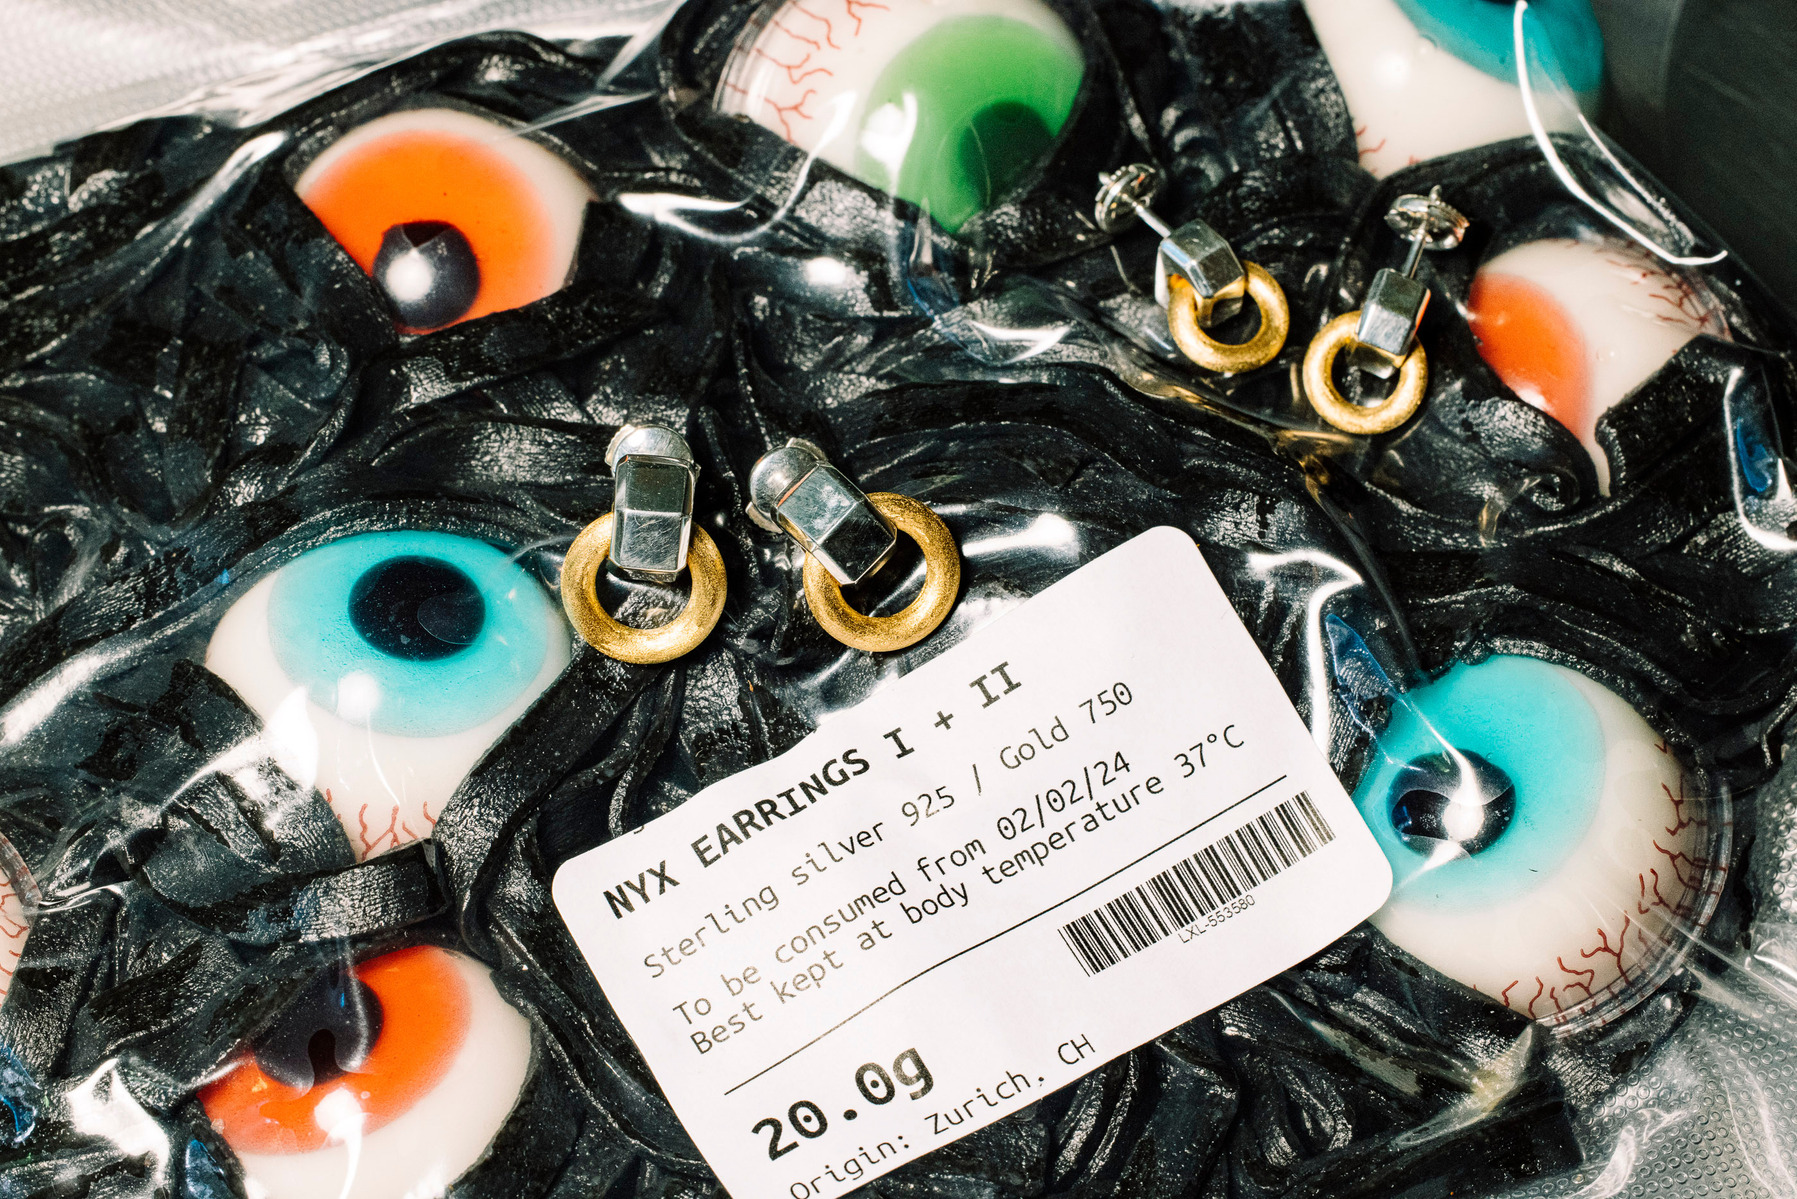 NYX EARRINGS I + II
Sterling silver 925 / Gold 750
To be consumed from 02/02/24
Best kept at body temperature 37°C
LXL-553580
20.0g
Origin: Zurich, CH